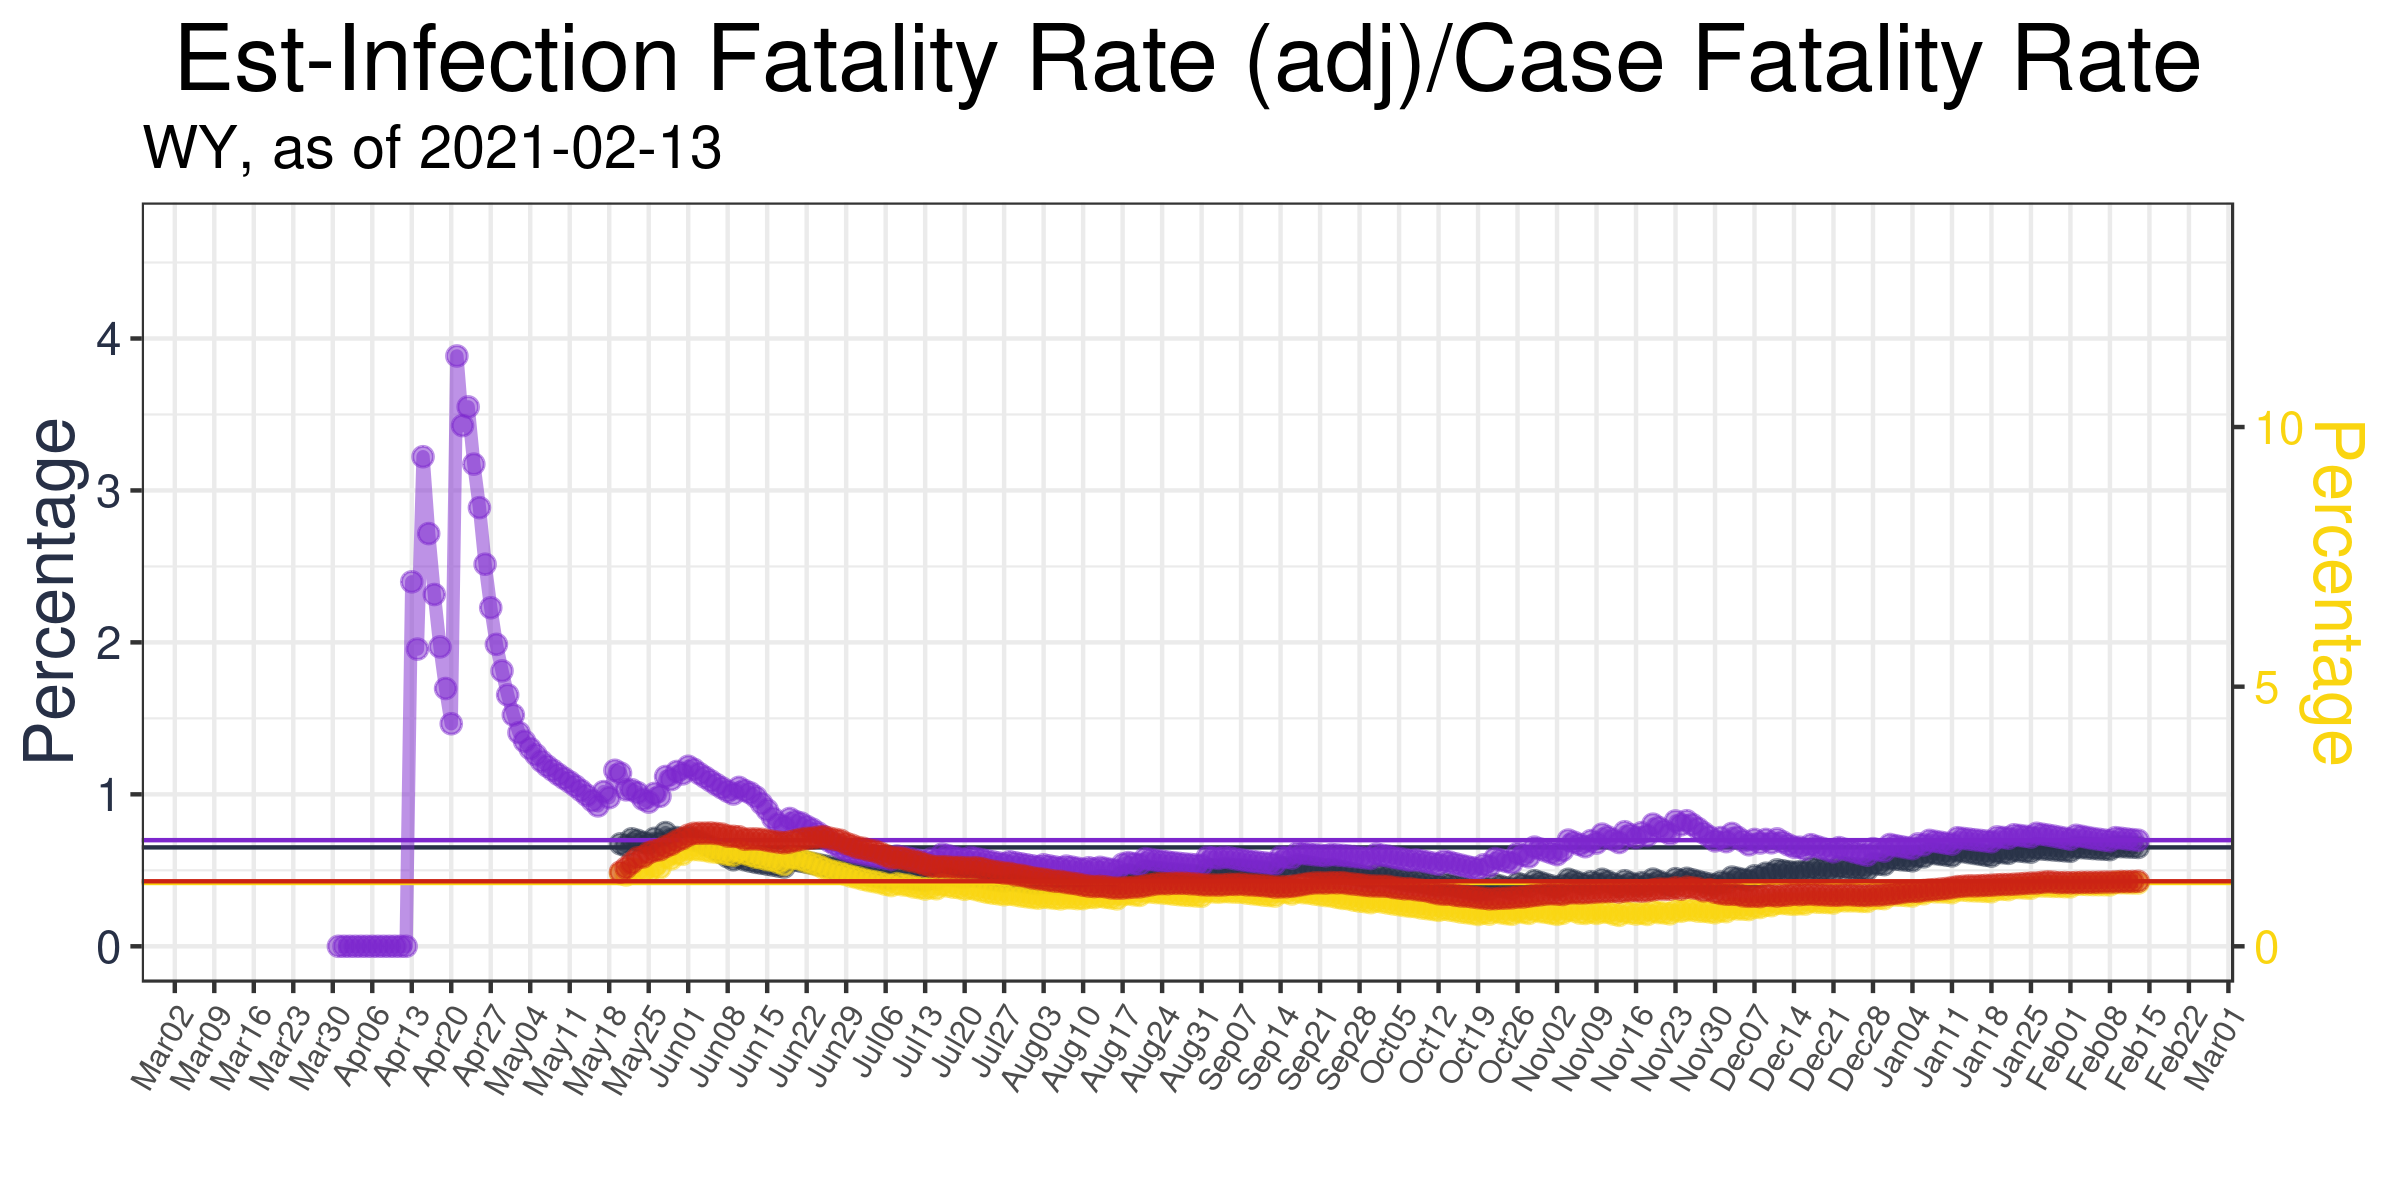 Est-Infection Fatality Rate (adj)/Case Fatality Rate
WY, as of 2021-02-13
Percentage
4
3
2
1
0
10
5
0
Percentage
Mar02
Mar09
Mar16
Mar23
Mar30
Apr06
Apr13
Apr20
Apr27
May04
May11
May18
May25
Jun01
Jun08
Jun15
Jun22
Jun29
Jul06
Jul13
Jul20
Jul27
Aug03
Aug10
Aug17
Aug24
Aug31
Sep07
Sep14
Sep21
Sep28
Oct05
Oct12
Oct19
Oct26
Nov02
Nov09
Nov16
Nov23
Nov30
Dec07
Dec14
Dec21
Dec28
Jan04
Jan11
Jan18
Jan25
Feb01
Feb08
Feb15
Feb22
Mar01